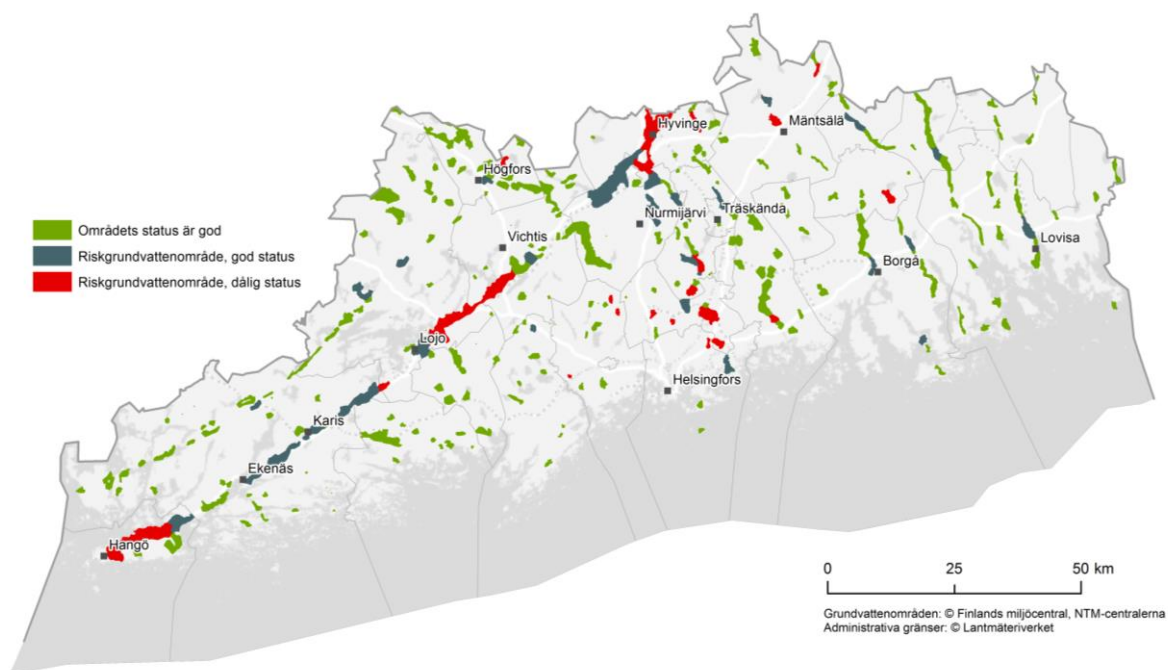 Hyvinge
Mäntsälä
Högfors
Nurmijärvi
Träskända
Områdets status är god
Riskgrundvattenområde, god status
Riskgrundvattenområde, dålig status
Vichtis
Lovisa
Borgå
Lojo
Helsingfors
Karis
Ekenäs
Hangö
0 25 50 km
Grundvattenområden: © Finlands miljöcentral, NTM-centralerna
Administrativa gränser: © Lantmäteriverket